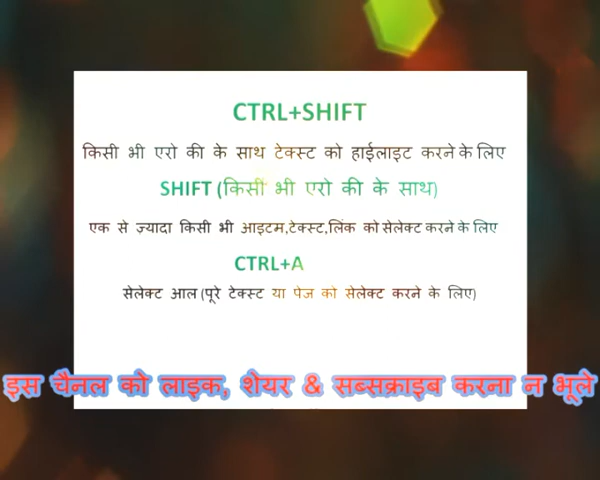 CTRL+SHIFT
किसी भी एरो की के साथ टेक्स्ट को हाईलाइट करने के लिए
SHIFT (किसीं भी एरो की के साथ)
एक से ज़्यादा किसी भी आइटम,टेक्स्ट,लिंक को सेलेक्ट करने के लिए
CTRL+A
सेलेक्ट आल (पूरे टेक्स्ट या पेज को सेलेक्ट करने के लिए)
इस चैनल को लाइक, शेयर & सब्सक्राइब करना न भूले